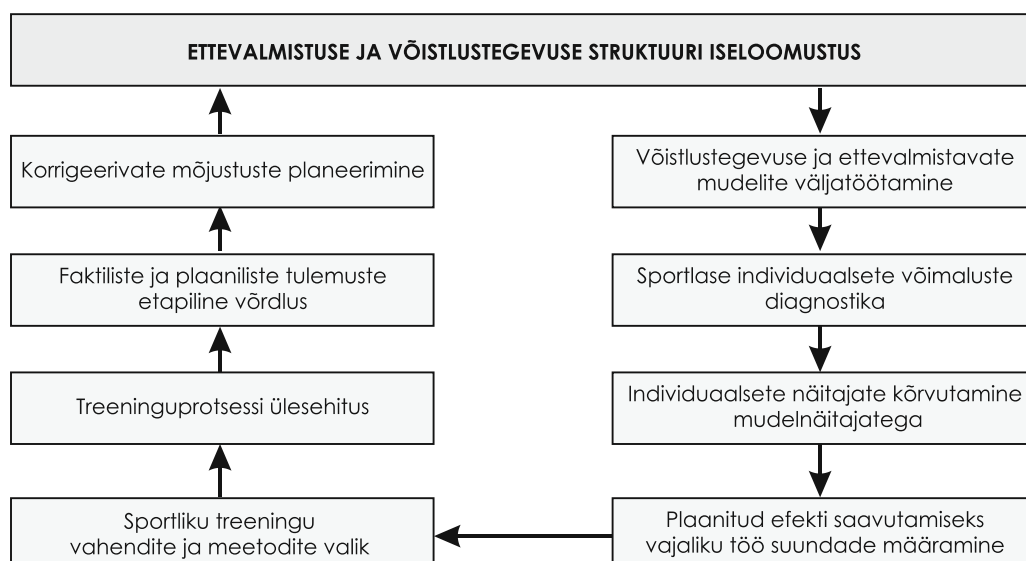 ETTEVALMISTUSE JA VÕISTLUSTEGEVUSE STRUKTUURI ISELOOMUSTUS
Korrigeerivate mõjustuste planeerimine
Faktiliste ja plaaniliste tulemuste
etapiline võrdlus
Treeninguprotsessi ülesehitus
Sportliku treeningu
vahendite ja meetodite valik
Võistlustegevuse ja ettevalmistavate
mudelite väljatöötamine
Sportlase individuaalsete võimaluste
diagnostika
Individuaalsete näitajate kõrvutamine
mudelnäitajatega
Plaanitud efekti saavutamiseks
vajaliku töö suundade määramine